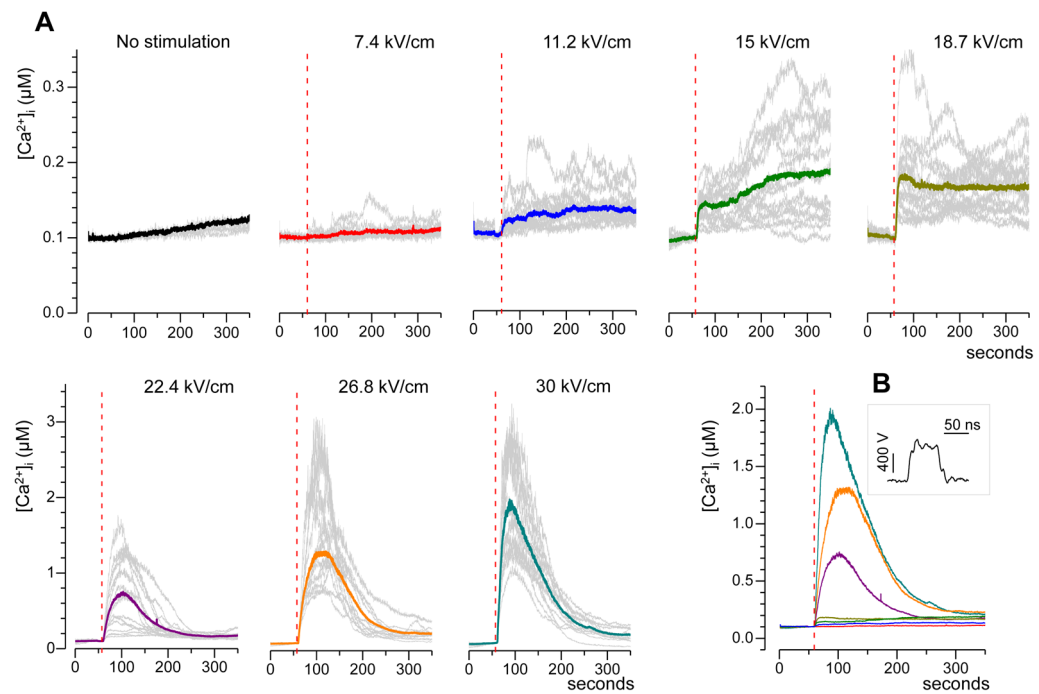 A
No stimulation 7.4 kV/cm 11.2 kV/cm 15 kV/cm 18.7 kV/cm
[Ca²⁺]ᵢ (µM)
0.3
0.2
0.1
0.0
0 100 200 300 0 100 200 300 0 100 200 300 0 100 200 300 0 100 200 300
seconds
22.4 kV/cm 26.8 kV/cm 30 kV/cm
[Ca²⁺]ᵢ (µM)
4
3
2
1
0
0 100 200 300 0 100 200 300 0 100 200 300
seconds
B
[Ca²⁺]ᵢ (µM)
2.0
1.5
1.0
0.5
0.0
50 ns
400 V
0 100 200 300
seconds